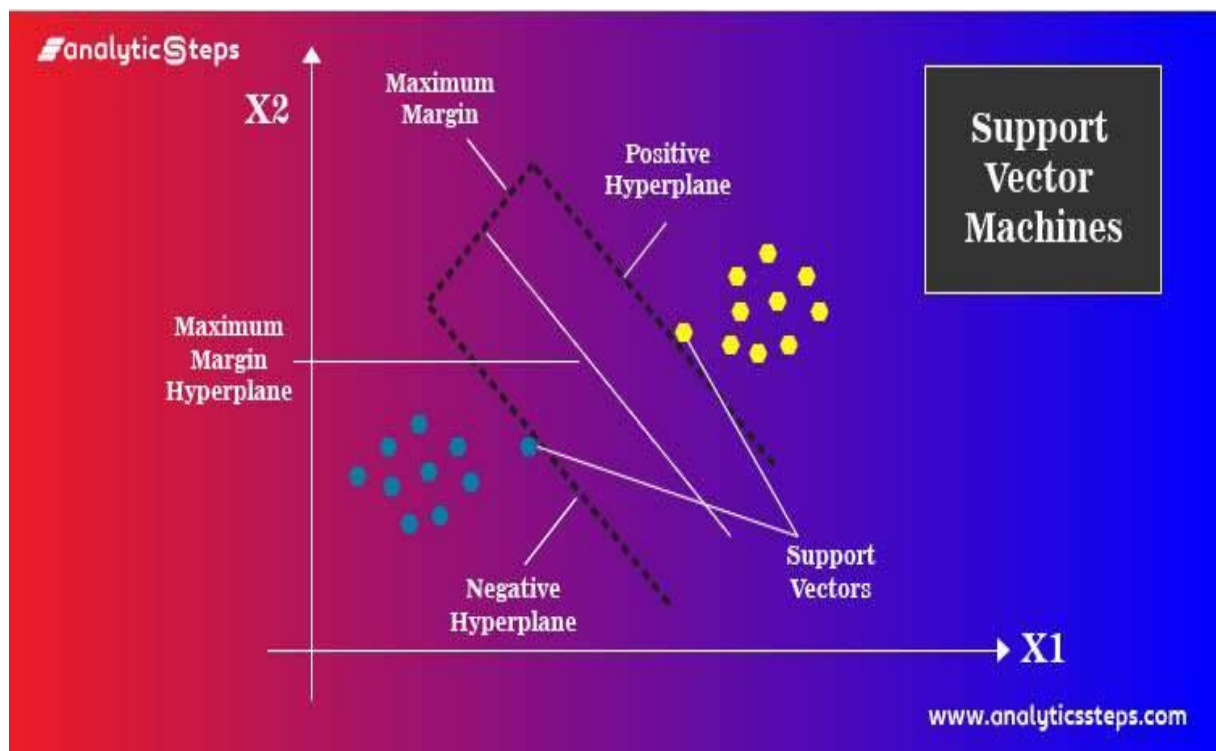 analyticSteps
X2
Maximum
Margin
Positive
Hyperplane
Support
Vector
Machines
Maximum
Margin
Hyperplane
Negative
Hyperplane
Support
Vectors
X1
www.analyticssteps.com